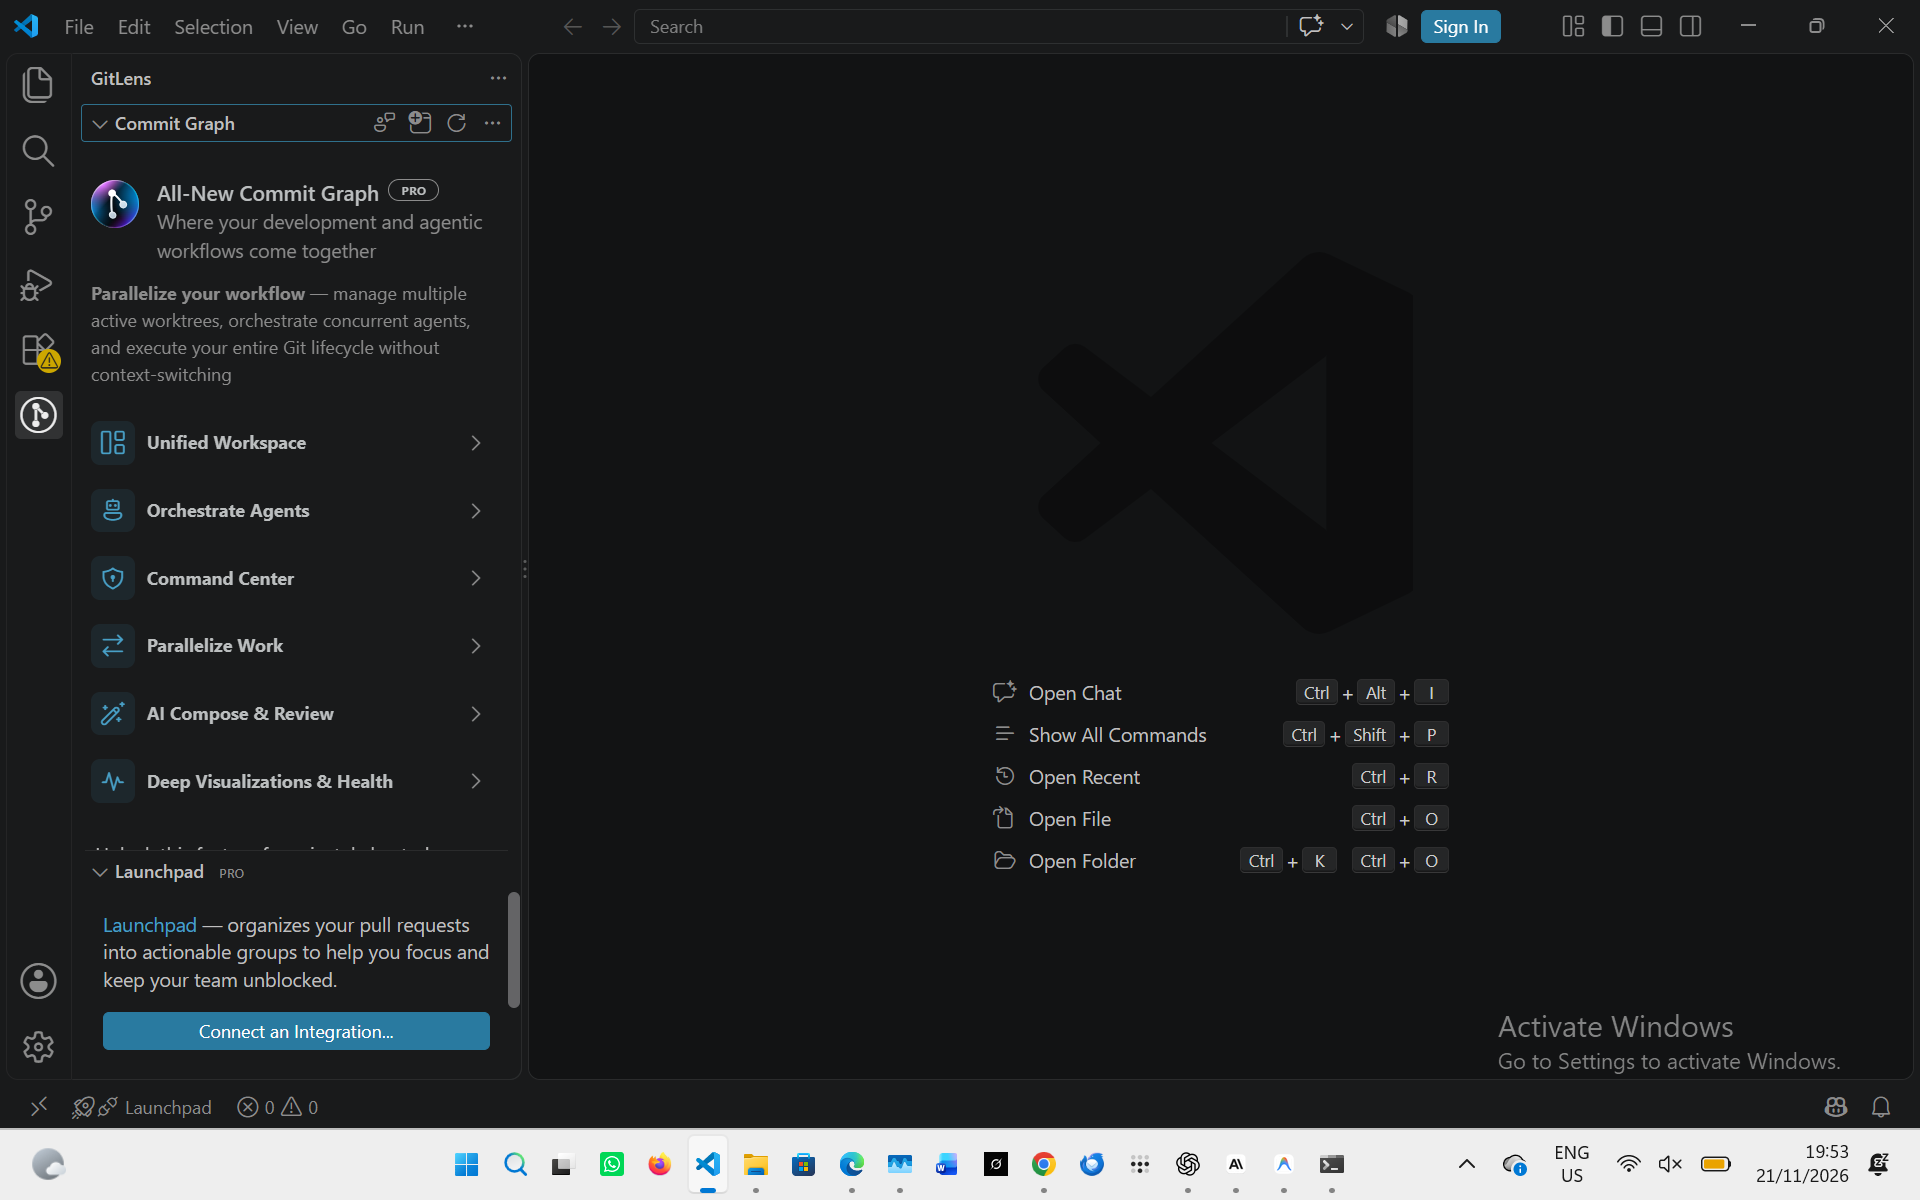 File Edit Selection View Go Run ···
Search
Sign In
GitLens
Commit Graph
All-New Commit Graph PRO
Where your development and agentic
workflows come together
Parallelize your workflow — manage multiple
active worktrees, orchestrate concurrent agents,
and execute your entire Git lifecycle without
context-switching
Unified Workspace
Orchestrate Agents
Command Center
Parallelize Work
AI Compose & Review
Deep Visualizations & Health
Launchpad PRO
Launchpad — organizes your pull requests
into actionable groups to help you focus and
keep your team unblocked.
Connect an Integration...
Open Chat Ctrl + Alt + I
Show All Commands Ctrl + Shift + P
Open Recent Ctrl + R
Open File Ctrl + O
Open Folder Ctrl + K Ctrl + O
Activate Windows
Go to Settings to activate Windows.
Launchpad 0 0
ENG
US
19:53
21/11/2026